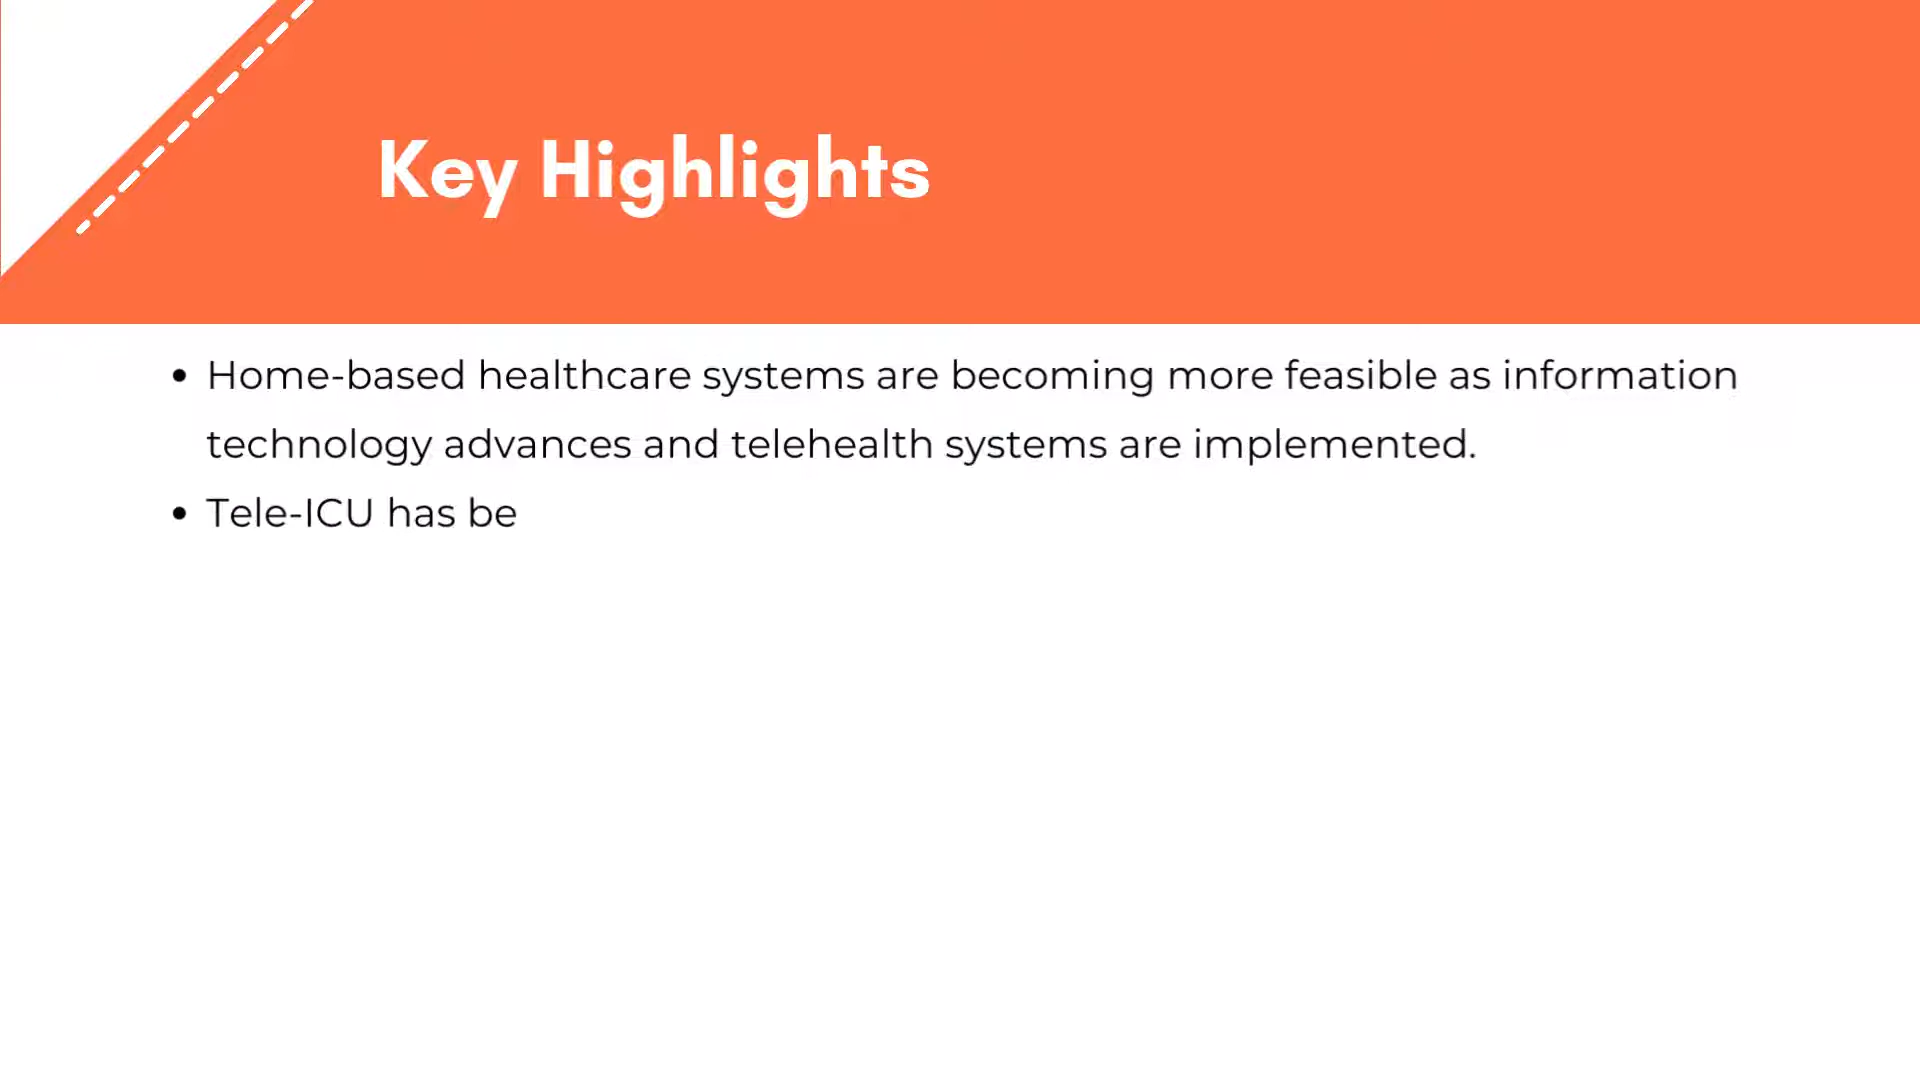 Key Highlights
• Home-based healthcare systems are becoming more feasible as information
technology advances and telehealth systems are implemented.
• Tele-ICU has be